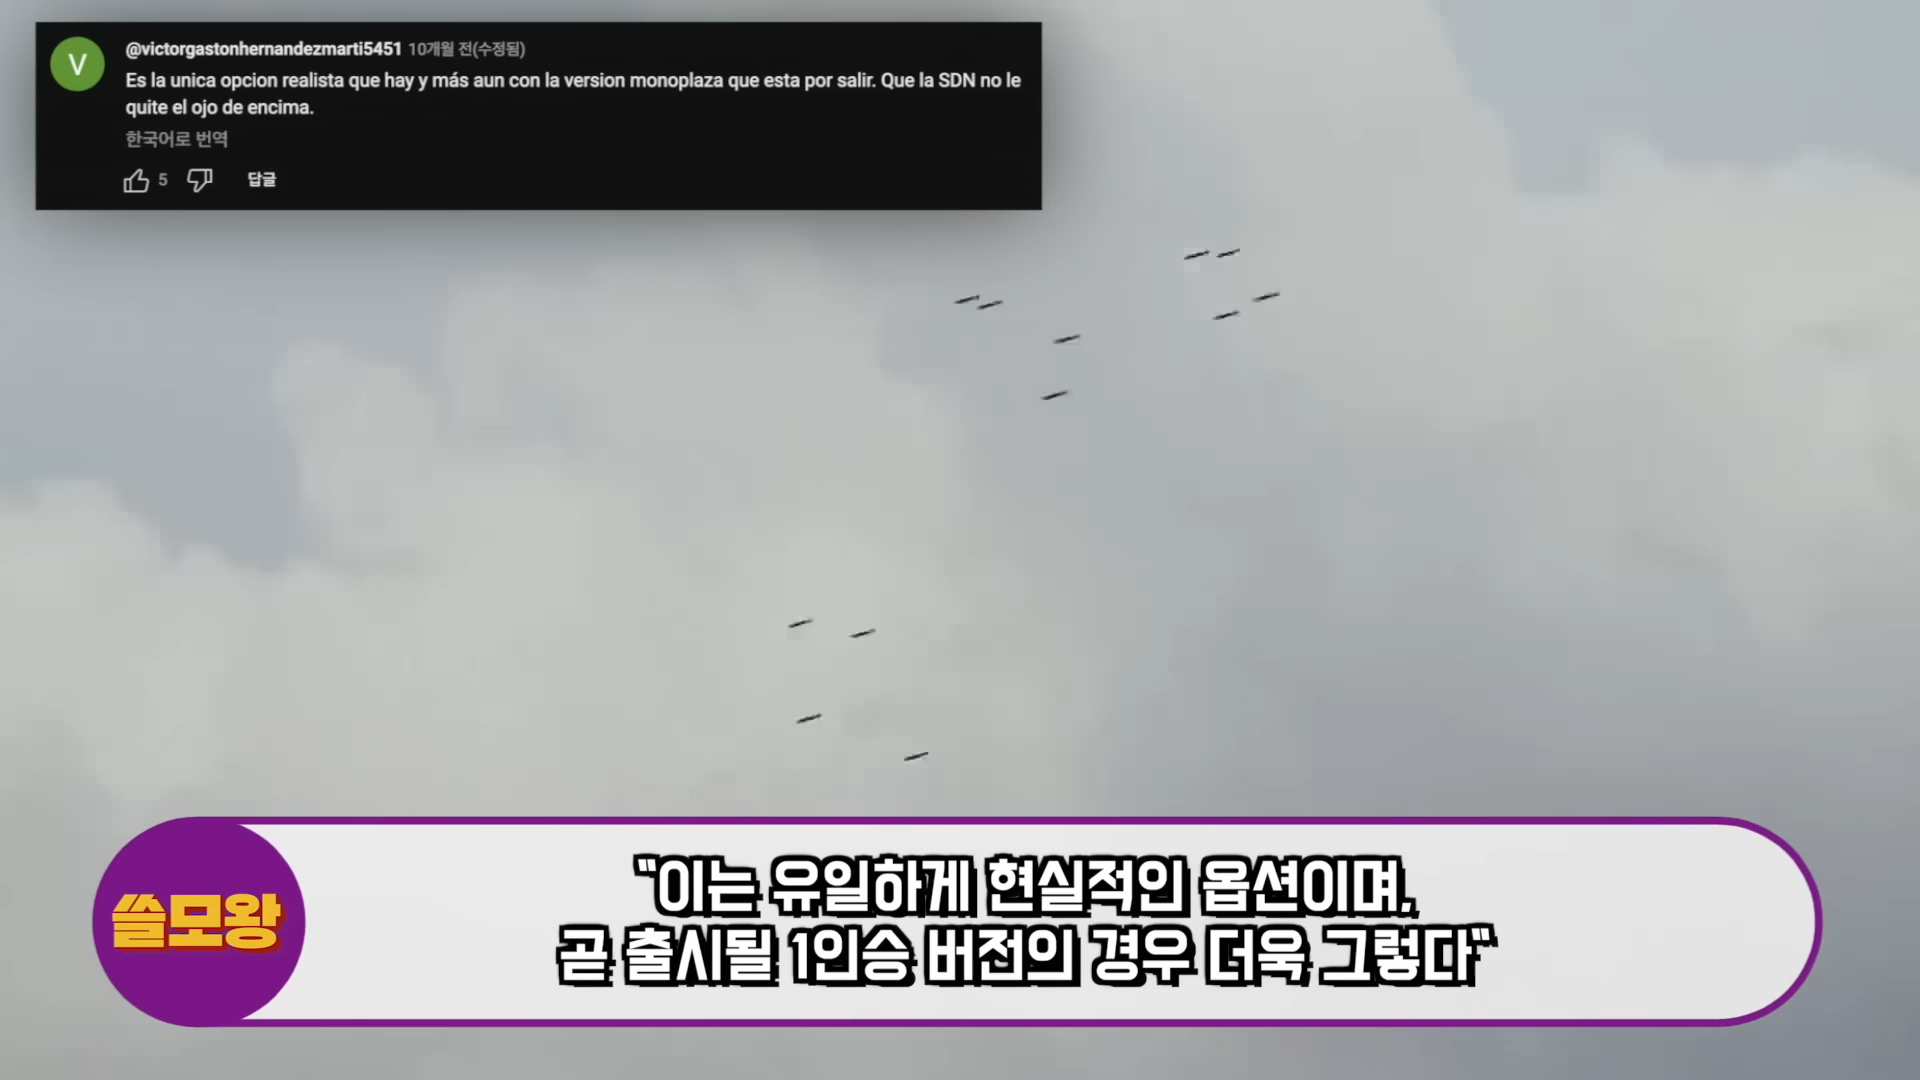 V
@victorgastonhernandezmarti5451 10개월 전(수정됨)
Es la unica opcion realista que hay y más aun con la version monoplaza que esta por salir. Que la SDN no le
quite el ojo de encima.
한국어로 번역
5 답글
쓸모왕
"이는 유일하게 현실적인 옵션이며,
곧 출시될 1인승 버전의 경우 더욱 그렇다"